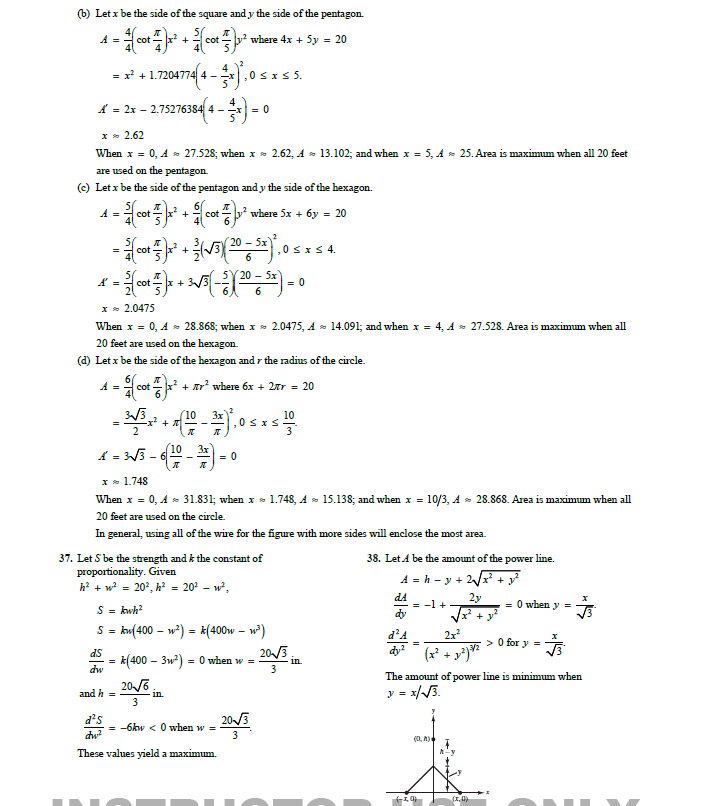 (b) Let x be the side of the square and y the side of the pentagon.
A = 4/4(cot π/4)x² + 5/4(cot π/5)y² where 4x + 5y = 20
= x² + 1.7204774(4 − 4/5x)², 0 ≤ x ≤ 5.
A′ = 2x − 2.75276384(4 − 4/5x) = 0
x ≈ 2.62
When x = 0, A ≈ 27.528; when x ≈ 2.62, A ≈ 13.102; and when x = 5, A ≈ 25. Area is maximum when all 20 feet
are used on the pentagon.
(c) Let x be the side of the pentagon and y the side of the hexagon.
A = 5/4(cot π/5)x² + 6/4(cot π/6)y² where 5x + 6y = 20
= 5/4(cot π/5)x² + 3/2(√3)((20 − 5x)/6)², 0 ≤ x ≤ 4.
A′ = 5/2(cot π/5)x + 3√3(−5/6)((20 − 5x)/6) = 0
x ≈ 2.0475
When x = 0, A ≈ 28.868; when x ≈ 2.0475, A ≈ 14.091; and when x = 4, A ≈ 27.528. Area is maximum when all
20 feet are used on the hexagon.
(d) Let x be the side of the hexagon and r the radius of the circle.
A = 6/4(cot π/6)x² + πr² where 6x + 2πr = 20
= 3√3/2 x² + π(10/π − 3x/π)², 0 ≤ x ≤ 10/3.
A′ = 3√3 − 6(10/π − 3x/π) = 0
x ≈ 1.748
When x = 0, A ≈ 31.831; when x ≈ 1.748, A ≈ 15.138; and when x = 10/3, A ≈ 28.868. Area is maximum when all
20 feet are used on the circle.
In general, using all of the wire for the figure with more sides will enclose the most area.
37. Let S be the strength and k the constant of
proportionality. Given
h² + w² = 20², h² = 20² − w²,
S = kwh²
S = kw(400 − w²) = k(400w − w³)
dS/dw = k(400 − 3w²) = 0 when w = 20√3/3 in.
and h = 20√6/3 in.
d²S/dw² = −6kw < 0 when w = 20√3/3.
These values yield a maximum.
38. Let A be the amount of the power line.
A = h − y + 2√(x² + y²)
dA/dy = −1 + 2y/√(x² + y²) = 0 when y = x/√3.
d²A/dy² = 2x²/(x² + y²)^(3/2) > 0 for y = x/√3.
The amount of power line is minimum when
y = x/√3.
y
(0, h)
h − y
y
x
(−x, 0)
(x, 0)
INSTRUCTOR USE ONLY